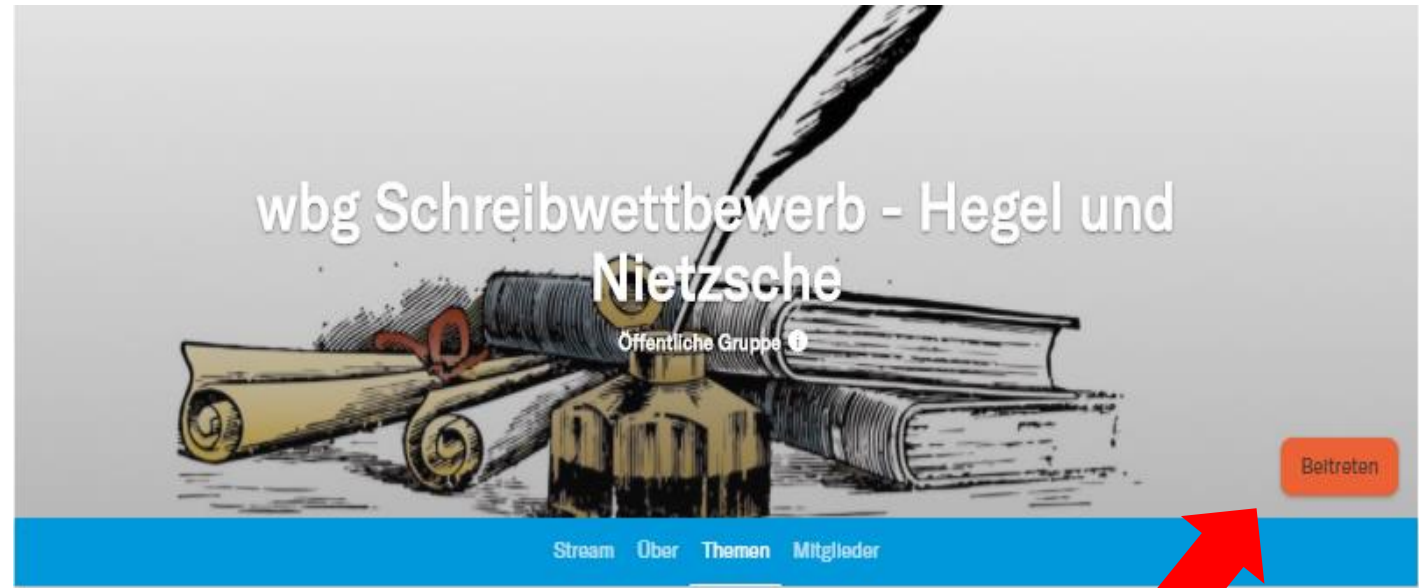 wbg Schreibwettbewerb - Hegel und
Nietzsche
Öffentliche Gruppe
Beitreten
Stream Über Themen Mitglieder